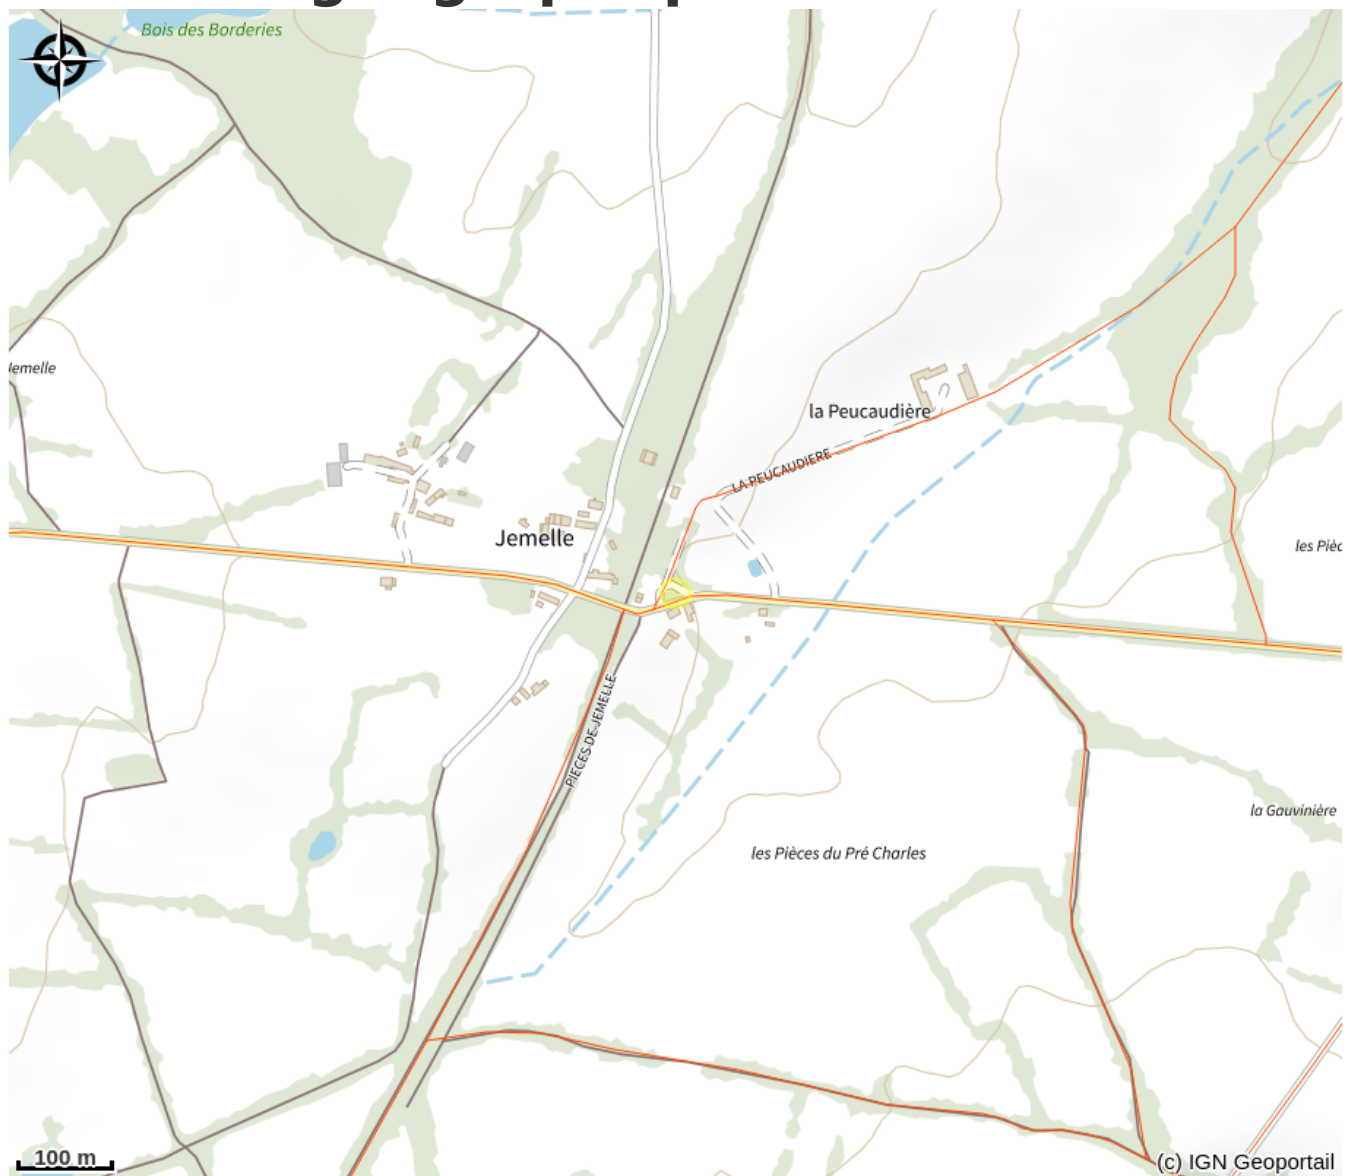 Bois des Borderies
Jemelle
la Peucaudière
LA PEUCAUDIERE
Jemelle
les Pièc
PIECES-DE-JEMELLE
la Gauvinière
les Pièces du Pré Charles
100 m
(c) IGN Geoportail